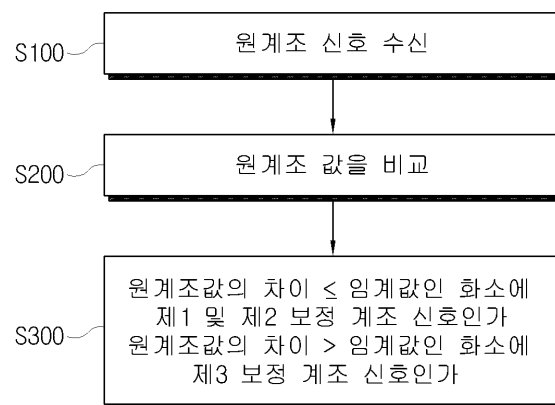 S100
원계조 신호 수신
S200
원계조 값을 비교
S300
원계조값의 차이 ≤ 임계값인 화소에
제1 및 제2 보정 계조 신호인가
원계조값의 차이 > 임계값인 화소에
제3 보정 계조 신호인가